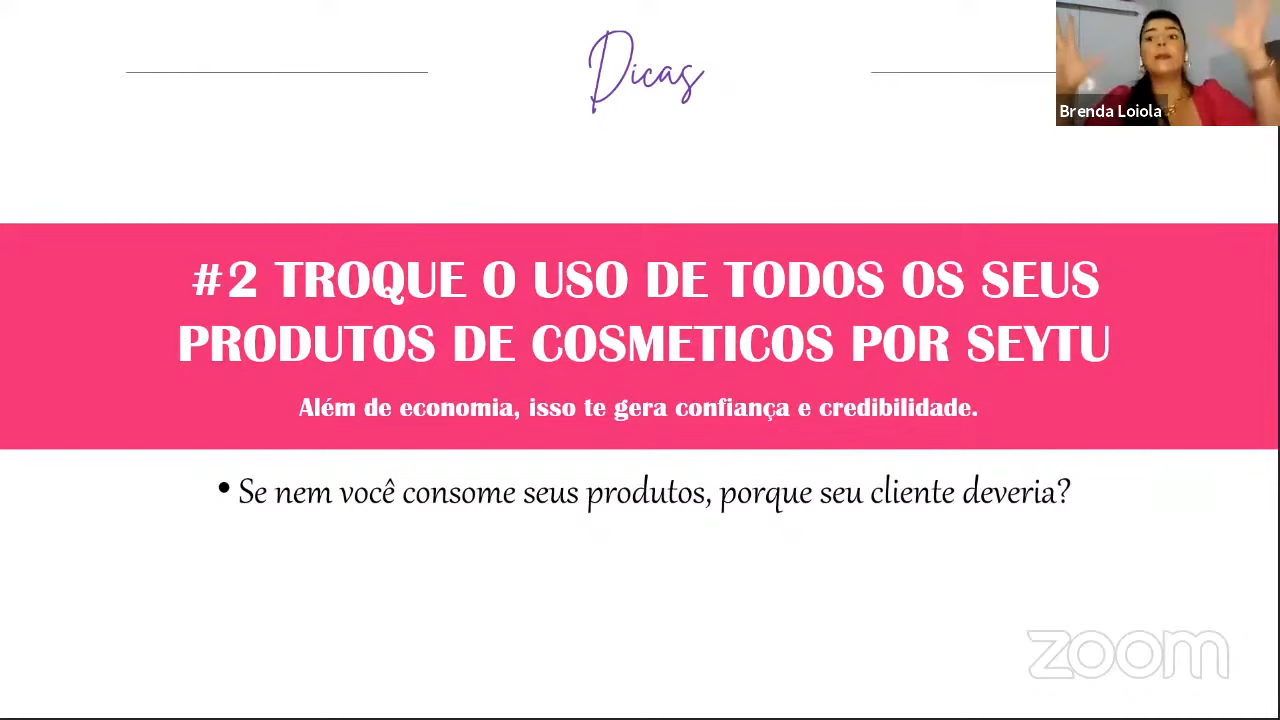 Dicas
Brenda Loiola
#2 TROQUE O USO DE TODOS OS SEUS
PRODUTOS DE COSMETICOS POR SEYTU
Além de economia, isso te gera confiança e credibilidade.
• Se nem você consome seus produtos, porque seu cliente deveria?
zoom